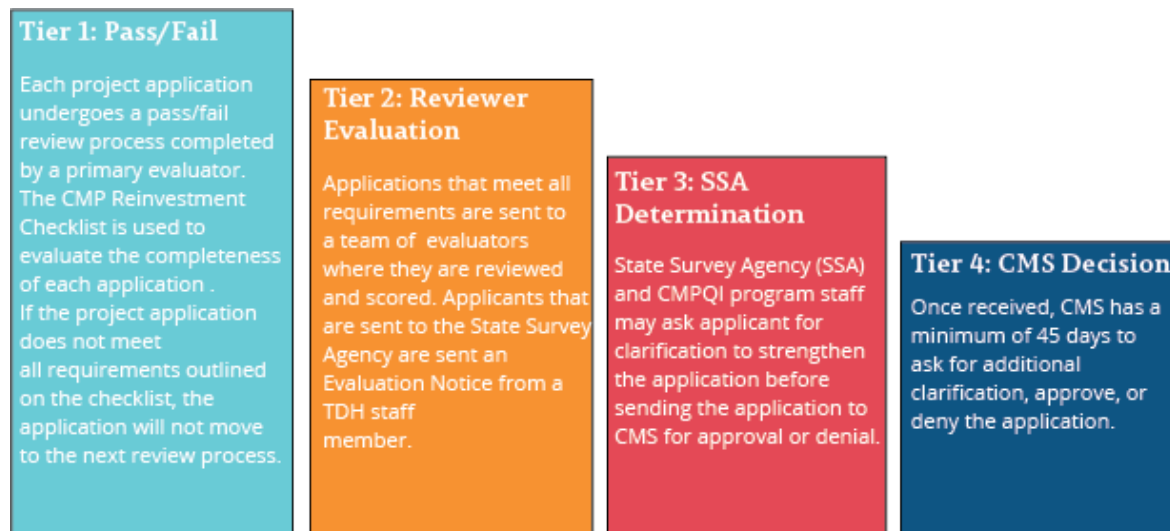 Tier 1: Pass/Fail
Each project application
undergoes a pass/fail
review process completed
by a primary evaluator.
The CMP Reinvestment
Checklist is used to
evaluate the completeness
of each application .
If the project application
does not meet
all requirements outlined
on the checklist, the
application will not move
to the next review process.
Tier 2: Reviewer
Evaluation
Applications that meet all
requirements are sent to
a team of evaluators
where they are reviewed
and scored. Applicants that
are sent to the State Survey
Agency are sent an
Evaluation Notice from a
TDH staff
member.
Tier 3: SSA
Determination
State Survey Agency (SSA)
and CMPQI program staff
may ask applicant for
clarification to strengthen
the application before
sending the application to
CMS for approval or denial.
Tier 4: CMS Decision
Once received, CMS has a
minimum of 45 days to
ask for additional
clarification, approve, or
deny the application.